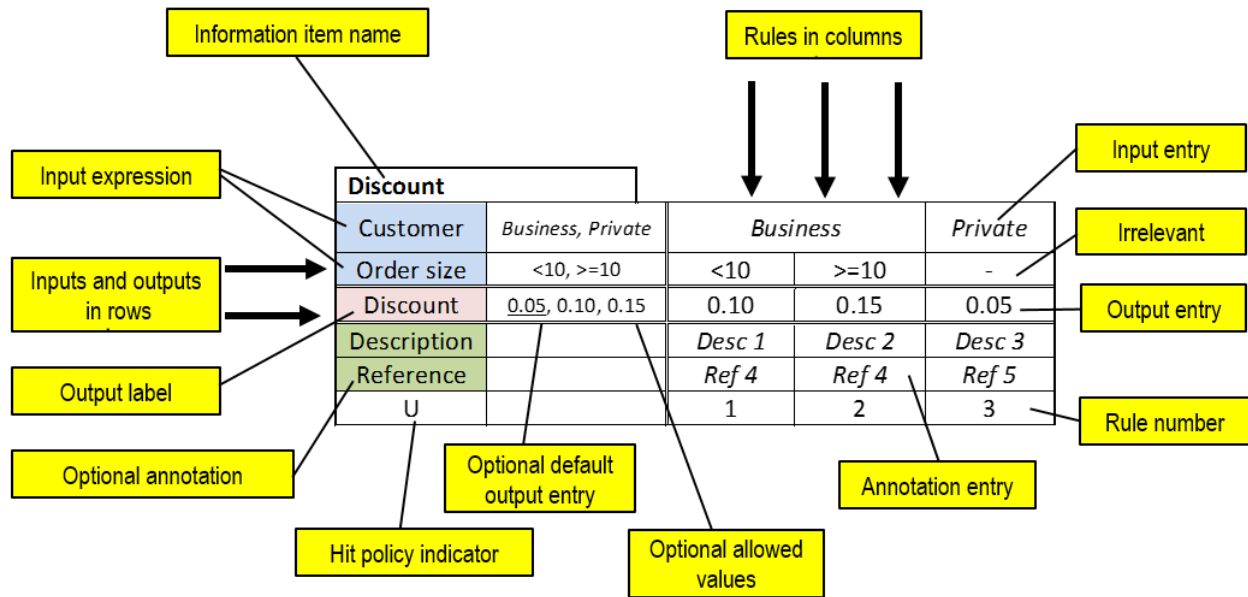 Information item name
Rules in columns
Input expression
Input entry
Discount
Customer Business, Private Business Private
Irrelevant
Order size <10, >=10 <10 >=10 -
Inputs and outputs
in rows
Discount 0.05, 0.10, 0.15 0.10 0.15 0.05
Output entry
Description Desc 1 Desc 2 Desc 3
Output label
Reference Ref 4 Ref 4 Ref 5
U 1 2 3
Rule number
Optional annotation
Optional default
output entry
Annotation entry
Hit policy indicator
Optional allowed
values